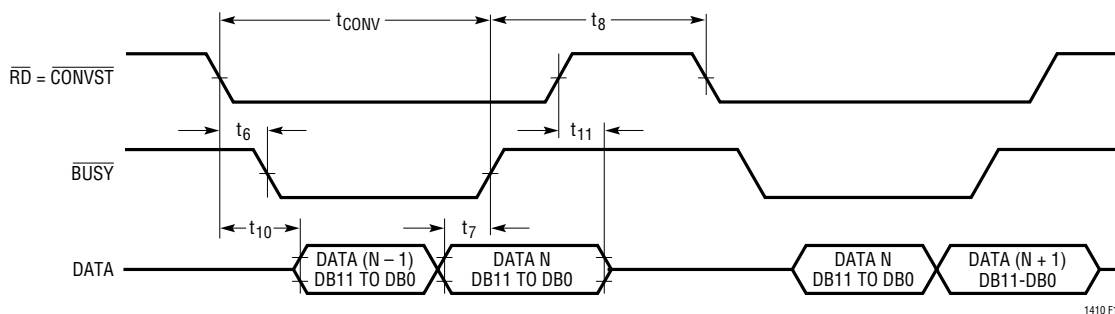 tCONV
t8
RD = CONVST
t6
t11
BUSY
t10
t7
DATA (N – 1)
DB11 TO DB0
DATA N
DB11 TO DB0
DATA N
DB11 TO DB0
DATA (N + 1)
DB11-DB0
DATA